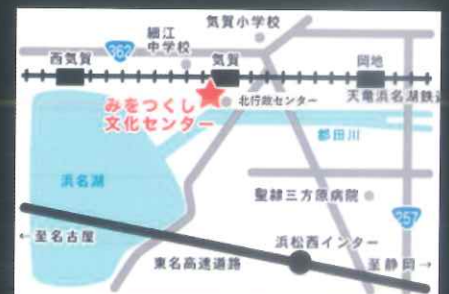 気賀小学校
細江
中学校
362
西気賀
気賀
岡地
みをつくし
文化センター
北行政センター
天竜浜名湖鉄道
都田川
浜名湖
聖隷三方原病院
257
←至名古屋
浜松西インター
東名高速道路
至静岡→